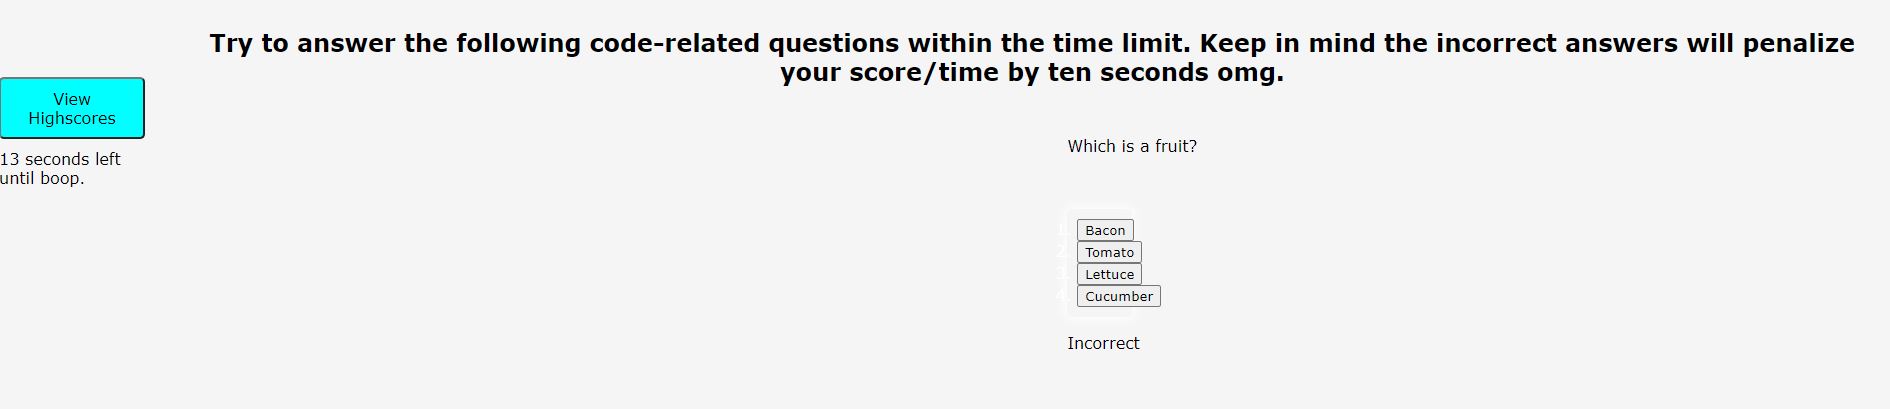 Try to answer the following code-related questions within the time limit. Keep in mind the incorrect answers will penalize
your score/time by ten seconds omg.
View
Highscores
13 seconds left
until boop.
Which is a fruit?
1. Bacon
2. Tomato
3. Lettuce
4. Cucumber
Incorrect